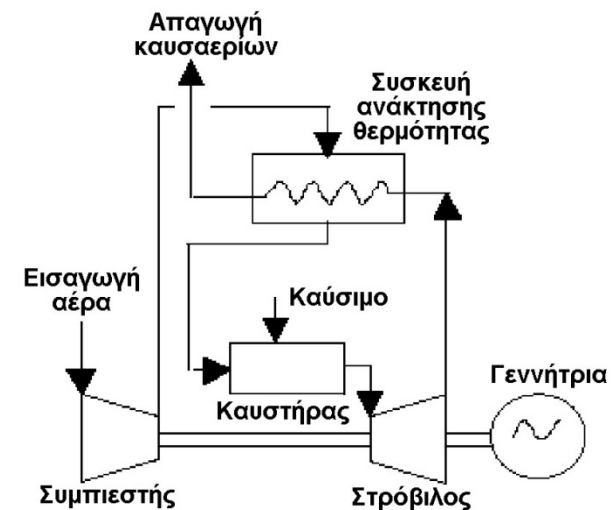 Απαγωγή
καυσαερίων
Συσκευή
ανάκτησης
θερμότητας
Εισαγωγή
αέρα
Καύσιμο
Γεννήτρια
Καυστήρας
Συμπιεστής
Στρόβιλος